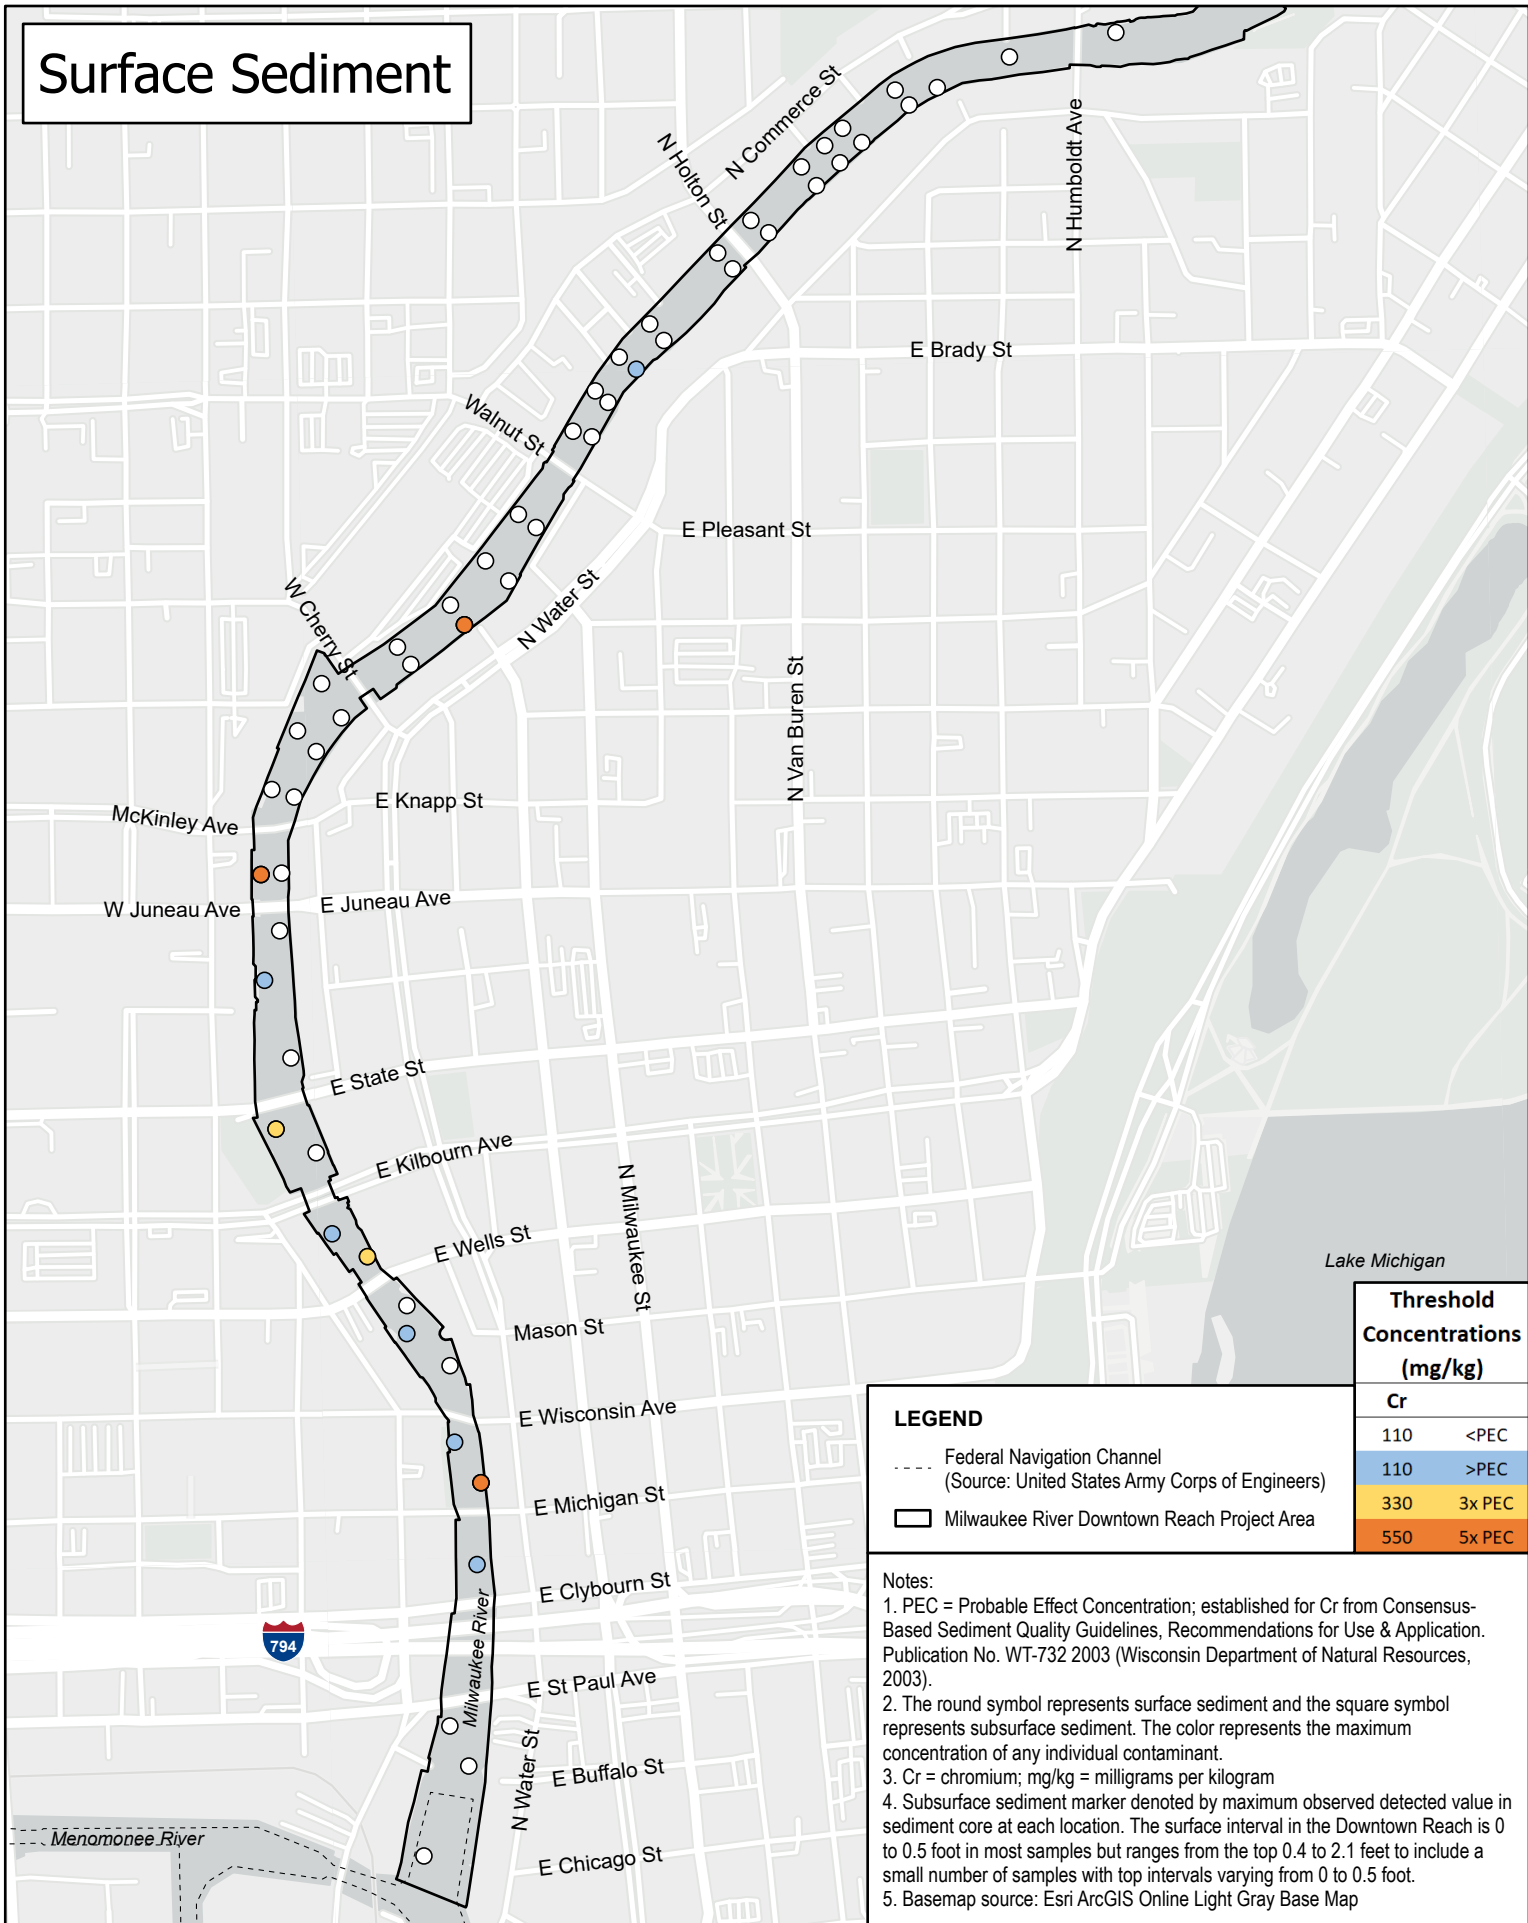 Surface Sediment
N Commerce St
N Holton St
N Humboldt Ave
E Brady St
Walnut St
E Pleasant St
W Cherry St
N Water St
N Van Buren St
McKinley Ave
E Knapp St
W Juneau Ave
E Juneau Ave
E State St
E Kilbourn Ave
N Milwaukee St
E Wells St
Lake Michigan
Mason St
E Wisconsin Ave
E Michigan St
E Clybourn St
Milwaukee River
794
E St Paul Ave
N Water St
E Buffalo St
Menomonee River
E Chicago St
Threshold
Concentrations
(mg/kg)
Cr
110 <PEC
110 >PEC
330 3x PEC
550 5x PEC
LEGEND
Federal Navigation Channel
(Source: United States Army Corps of Engineers)
Milwaukee River Downtown Reach Project Area
Notes:
1. PEC = Probable Effect Concentration; established for Cr from Consensus-
Based Sediment Quality Guidelines, Recommendations for Use & Application.
Publication No. WT-732 2003 (Wisconsin Department of Natural Resources,
2003).
2. The round symbol represents surface sediment and the square symbol
represents subsurface sediment. The color represents the maximum
concentration of any individual contaminant.
3. Cr = chromium; mg/kg = milligrams per kilogram
4. Subsurface sediment marker denoted by maximum observed detected value in
sediment core at each location. The surface interval in the Downtown Reach is 0
to 0.5 foot in most samples but ranges from the top 0.4 to 2.1 feet to include a
small number of samples with top intervals varying from 0 to 0.5 foot.
5. Basemap source: Esri ArcGIS Online Light Gray Base Map